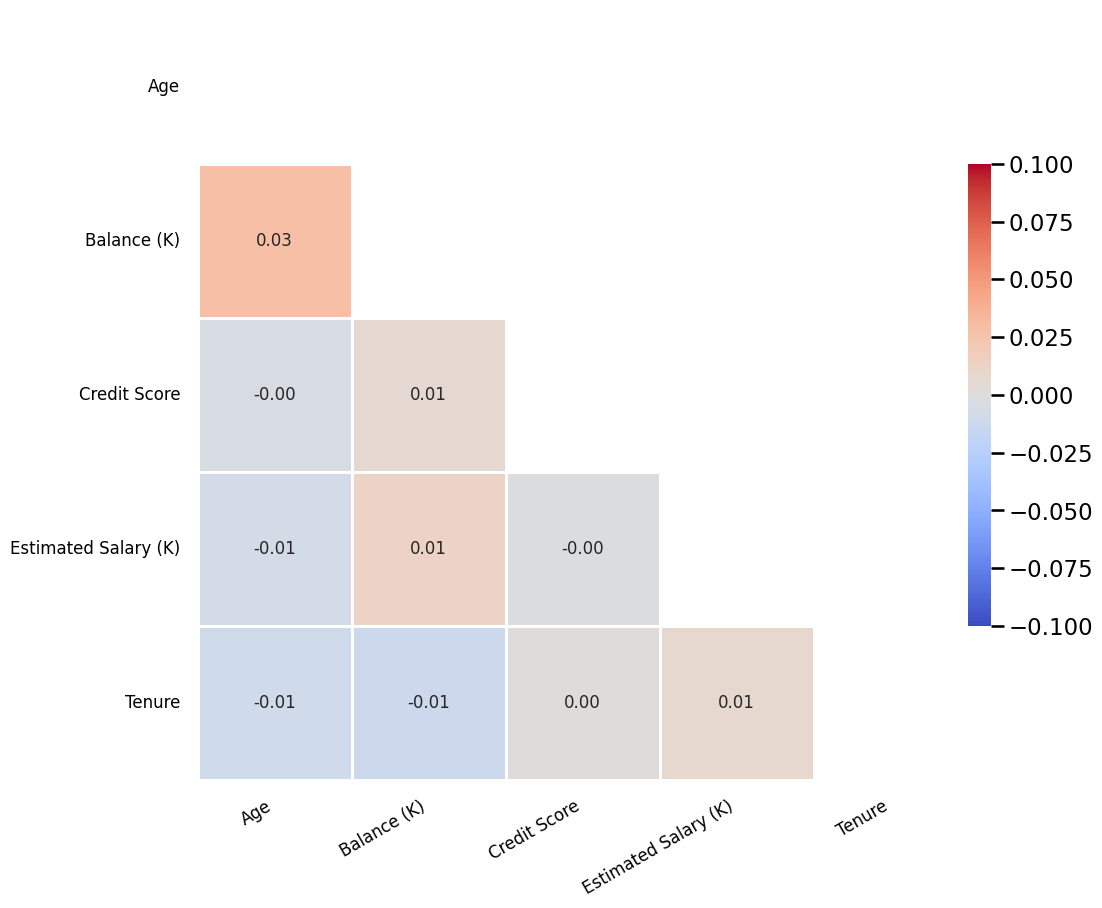 Age
0.100
Balance (K)
0.03
0.075
0.050
0.025
Credit Score
-0.00
0.01
0.000
−0.025
Estimated Salary (K)
-0.01
0.01
-0.00
−0.050
−0.075
−0.100
Tenure
-0.01
-0.01
0.00
0.01
Age
Balance (K)
Credit Score
Estimated Salary (K)
Tenure